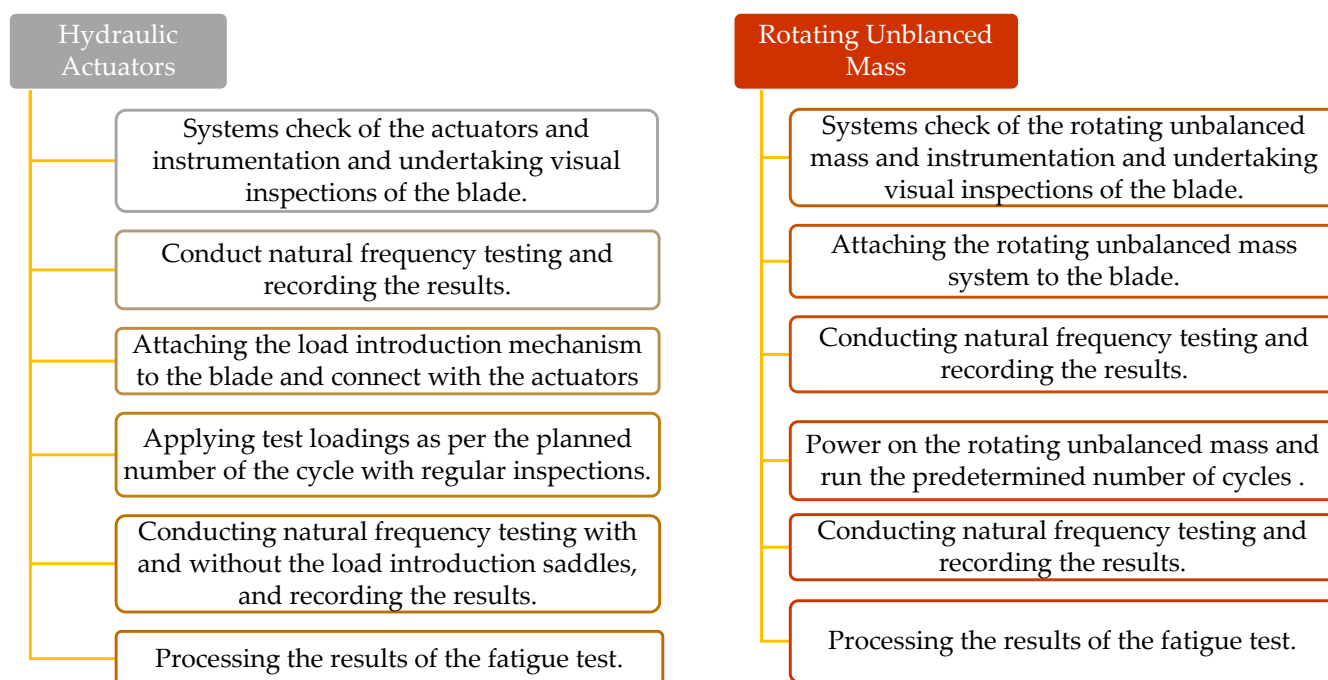 Hydraulic
Actuators
Systems check of the actuators and
instrumentation and undertaking visual
inspections of the blade.
Conduct natural frequency testing and
recording the results.
Attaching the load introduction mechanism
to the blade and connect with the actuators
Applying test loadings as per the planned
number of the cycle with regular inspections.
Conducting natural frequency testing with
and without the load introduction saddles,
and recording the results.
Processing the results of the fatigue test.
Rotating Unblanced
Mass
Systems check of the rotating unbalanced
mass and instrumentation and undertaking
visual inspections of the blade.
Attaching the rotating unbalanced mass
system to the blade.
Conducting natural frequency testing and
recording the results.
Power on the rotating unbalanced mass and
run the predetermined number of cycles .
Conducting natural frequency testing and
recording the results.
Processing the results of the fatigue test.